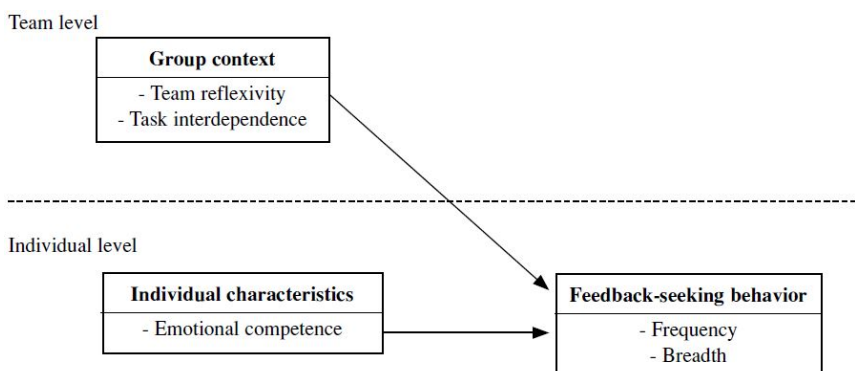 Team level
Group context
- Team reflexivity
- Task interdependence
Individual level
Individual characteristics
- Emotional competence
Feedback-seeking behavior
- Frequency
- Breadth